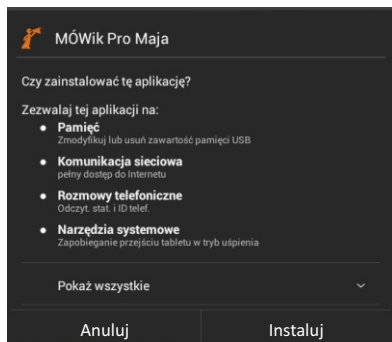 MÓWik Pro Maja
Czy zainstalować tę aplikację?
Zezwalaj tej aplikacji na:
● Pamięć
Zmodyfikuj lub usuń zawartość pamięci USB
● Komunikacja sieciowa
pełny dostęp do Internetu
● Rozmowy telefoniczne
Odczyt. stat. i ID telef.
● Narzędzia systemowe
Zapobieganie przejściu tabletu w tryb uśpienia
Pokaż wszystkie
Anuluj Instaluj